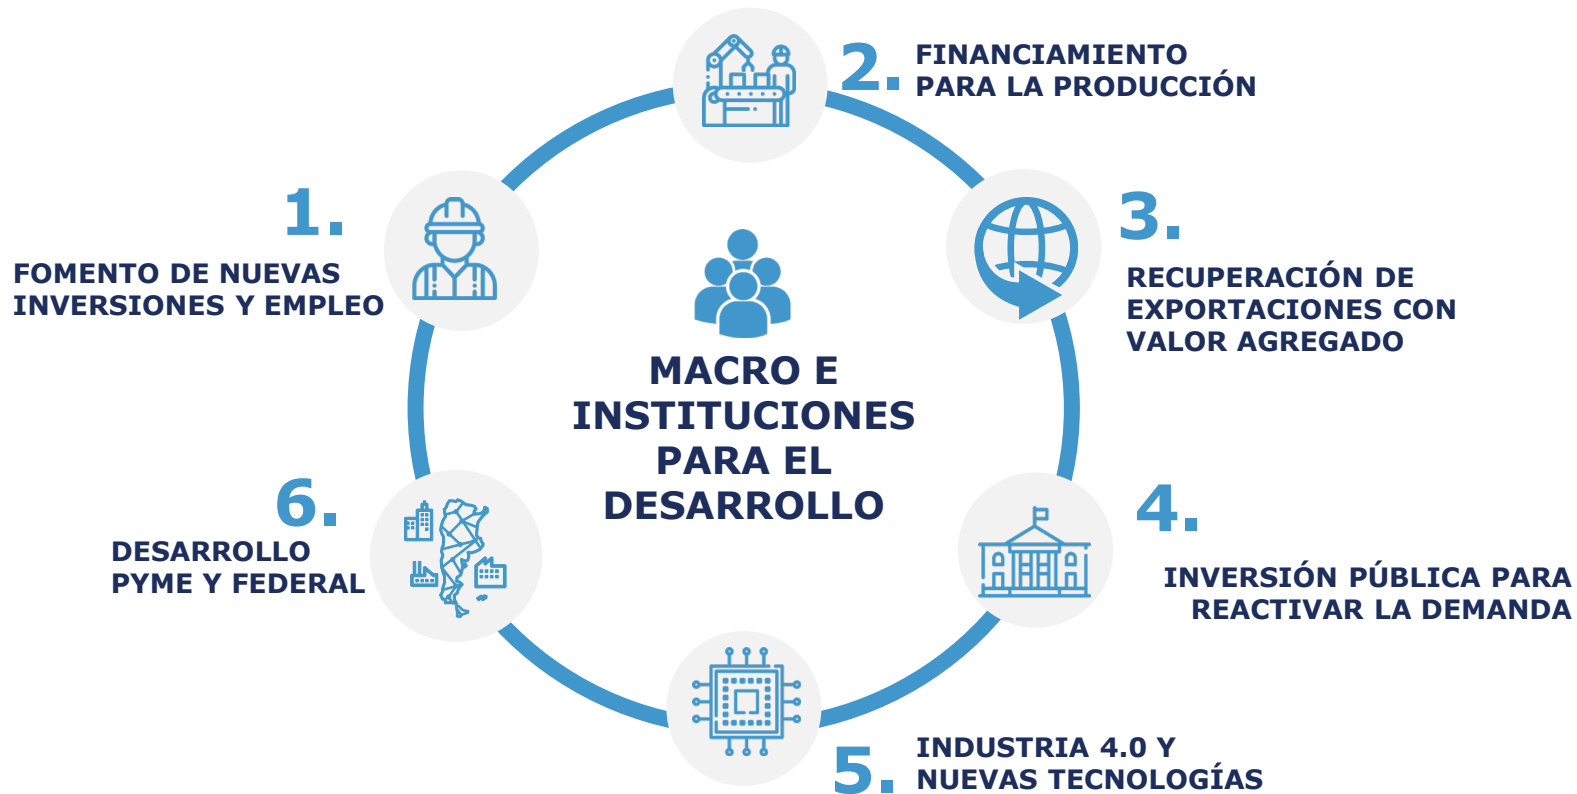 1.
FOMENTO DE NUEVAS
INVERSIONES Y EMPLEO
2.
FINANCIAMIENTO
PARA LA PRODUCCIÓN
3.
RECUPERACIÓN DE
EXPORTACIONES CON
VALOR AGREGADO
4.
INVERSIÓN PÚBLICA PARA
REACTIVAR LA DEMANDA
5.
INDUSTRIA 4.0 Y
NUEVAS TECNOLOGÍAS
6.
DESARROLLO
PYME Y FEDERAL
MACRO E
INSTITUCIONES
PARA EL
DESARROLLO